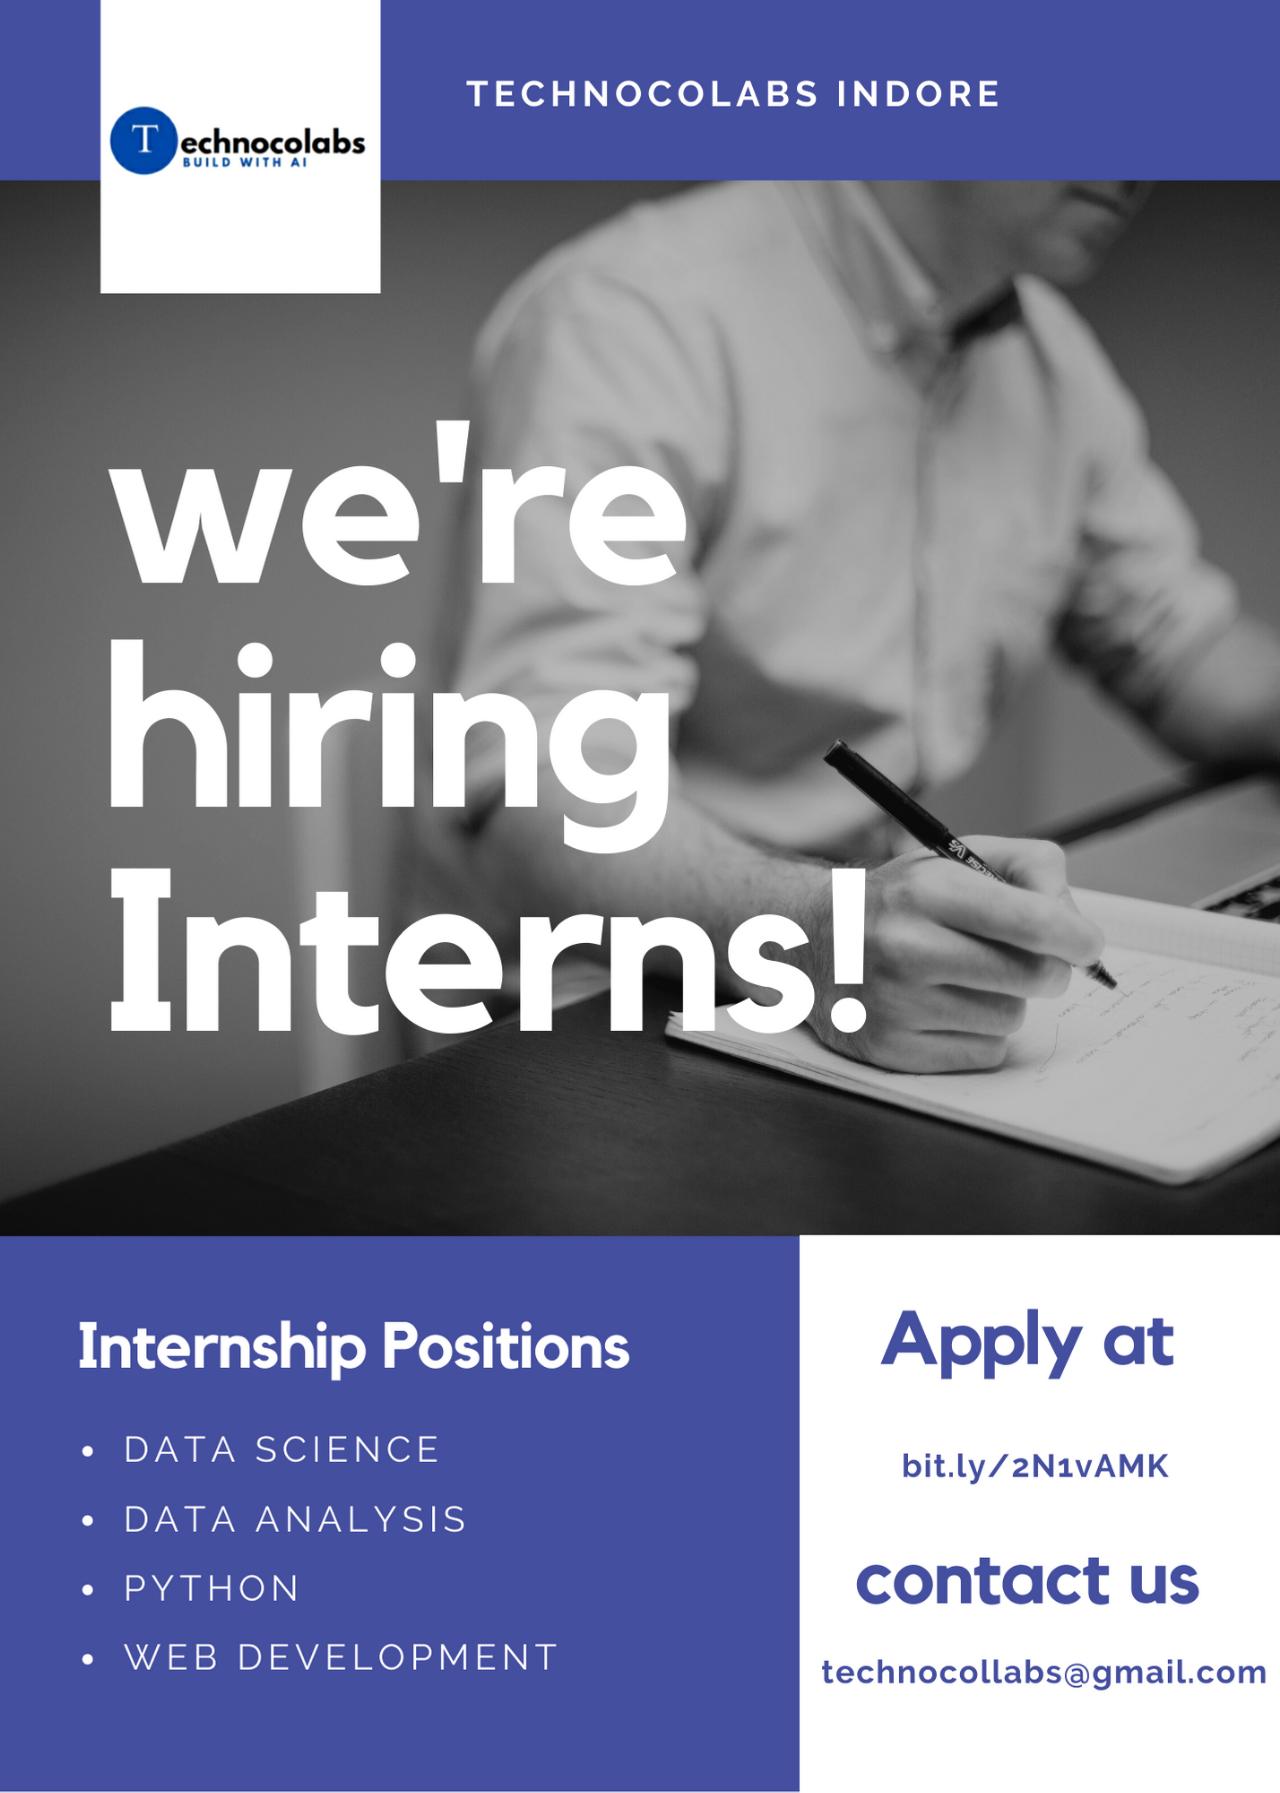 Technocolabs
BUILD WITH AI
TECHNOCOLABS INDORE
we're
hiring
Interns!
Internship Positions
• DATA SCIENCE
• DATA ANALYSIS
• PYTHON
• WEB DEVELOPMENT
Apply at
bit.ly/2N1vAMK
contact us
technocollabs@gmail.com